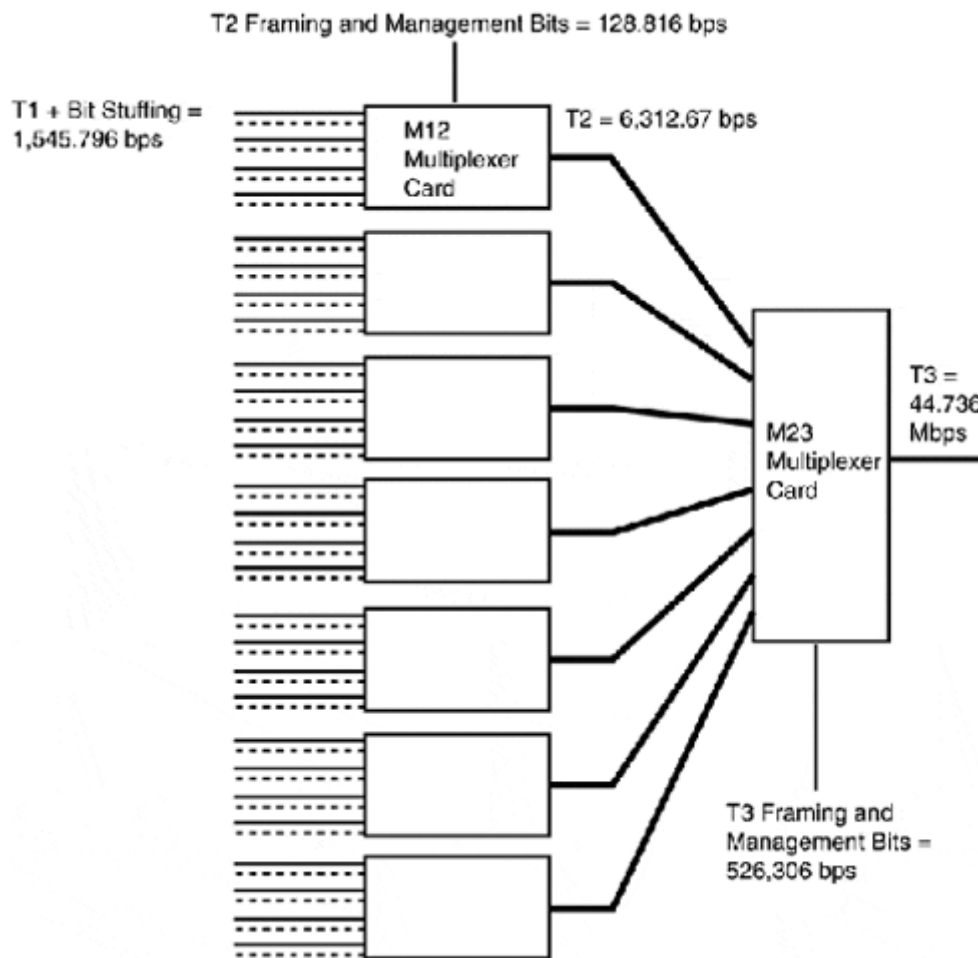 T2 Framing and Management Bits = 128.816 bps
T1 + Bit Stuffing =
1,545.796 bps
M12
Multiplexer
Card
T2 = 6,312.67 bps
M23
Multiplexer
Card
T3 =
44.736
Mbps
T3 Framing and
Management Bits =
526,306 bps